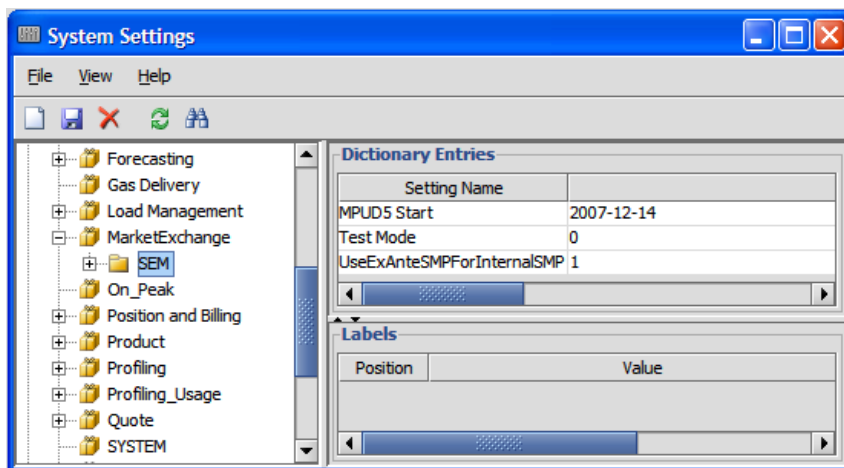 System Settings
File View Help
Forecasting
Gas Delivery
Load Management
MarketExchange
SEM
On_Peak
Position and Billing
Product
Profiling
Profiling_Usage
Quote
SYSTEM
Dictionary Entries
Setting Name
MPUD5 Start 2007-12-14
Test Mode 0
UseExAnteSMPForInternalSMP 1
Labels
Position Value